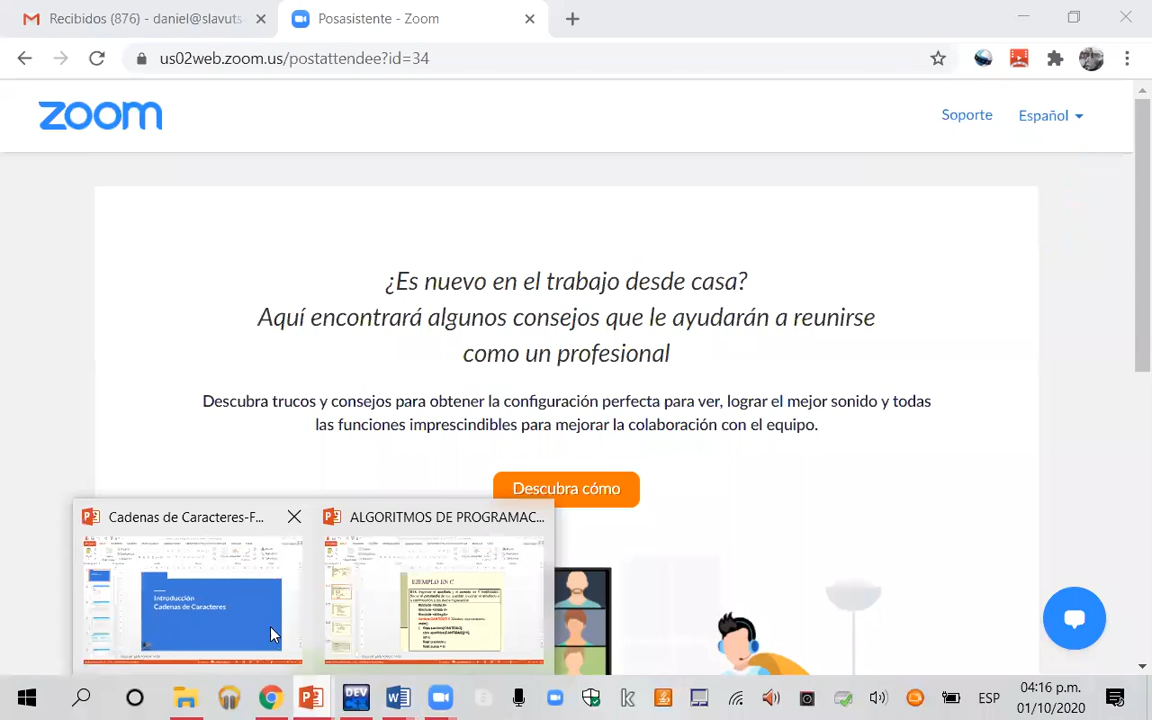 Recibidos (876) - daniel@slavuts
Posasistente - Zoom
us02web.zoom.us/postattendee?id=34
zoom
Soporte
Español
¿Es nuevo en el trabajo desde casa?
Aquí encontrará algunos consejos que le ayudarán a reunirse
como un profesional
Descubra trucos y consejos para obtener la configuración perfecta para ver, lograr el mejor sonido y todas
las funciones imprescindibles para mejorar la colaboración con el equipo.
Descubra cómo
Cadenas de Caracteres-F...
ALGORITMOS DE PROGRAMAC...
Introducción
Cadenas de Caracteres
EJEMPLO EN C
DEV
ESP
04:16 p.m.
01/10/2020